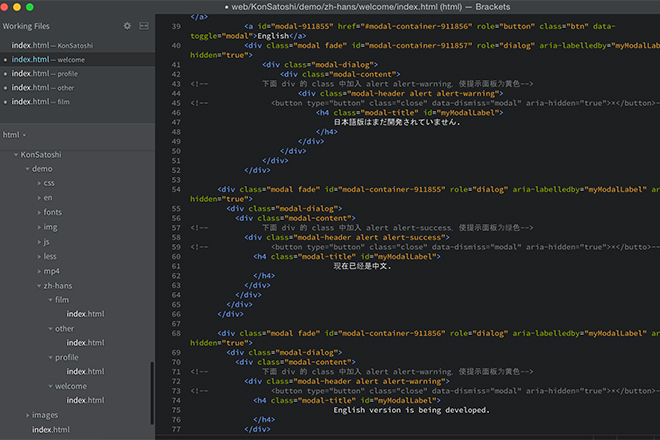 • web/KonSatoshi/demo/zh-hans/welcome/index.html (html) — Brackets
Working Files
index.html — KonSatoshi
index.html — welcome
index.html — profile
index.html — other
index.html — film
html
KonSatoshi
demo
css
en
fonts
img
js
less
mp4
zh-hans
film
index.html
other
index.html
profile
index.html
welcome
index.html
images
index.html
</a>
39 <a id="modal-911855" href="#modal-container-911856" role="button" class="btn" data-
toggle="modal">English</a>
40 <div class="modal fade" id="modal-container-911857" role="dialog" aria-labelledby="myModalLab
hidden="true">
41 <div class="modal-dialog">
42 <div class="modal-content">
43 <!-- 下面 div 的 class 中加入 alert alert-warning，使提示面板为黄色-->
44 <div class="modal-header alert alert-warning">
45 <!-- <button type="button" class="close" data-dismiss="modal" aria-hidden="true">×</button>--
46 <h4 class="modal-title" id="myModalLabel">
47 日本語版はまだ開発されていません.
48 </h4>
49 </div>
50 </div>
51 </div>
52 </div>
53
54 <div class="modal fade" id="modal-container-911855" role="dialog" aria-labelledby="myModalLabel" ar
hidden="true">
55 <div class="modal-dialog">
56 <div class="modal-content">
57 <!-- 下面 div 的 class 中加入 alert alert-success，使提示面板为绿色-->
58 <div class="modal-header alert alert-success">
59 <!-- <button type="button" class="close" data-dismiss="modal" aria-hidden="true">×</butto>--
60 <h4 class="modal-title" id="myModalLabel">
61 现在已经是中文.
62 </h4>
63 </div>
64 </div>
65 </div>
66 </div>
67
68 <div class="modal fade" id="modal-container-911856" role="dialog" aria-labelledby="myModalLabel" ar
hidden="true">
69 <div class="modal-dialog">
70 <div class="modal-content">
71 <!-- 下面 div 的 class 中加入 alert alert-warning，使面板为黄色-->
72 <div class="modal-header alert alert-warning">
73 <!-- <button type="button" class="close" data-dismiss="modal" aria-hidden="true">×</button>--
74 <h4 class="modal-title" id="myModalLabel">
75 English version is being developed.
76 </h4>
77 </div>